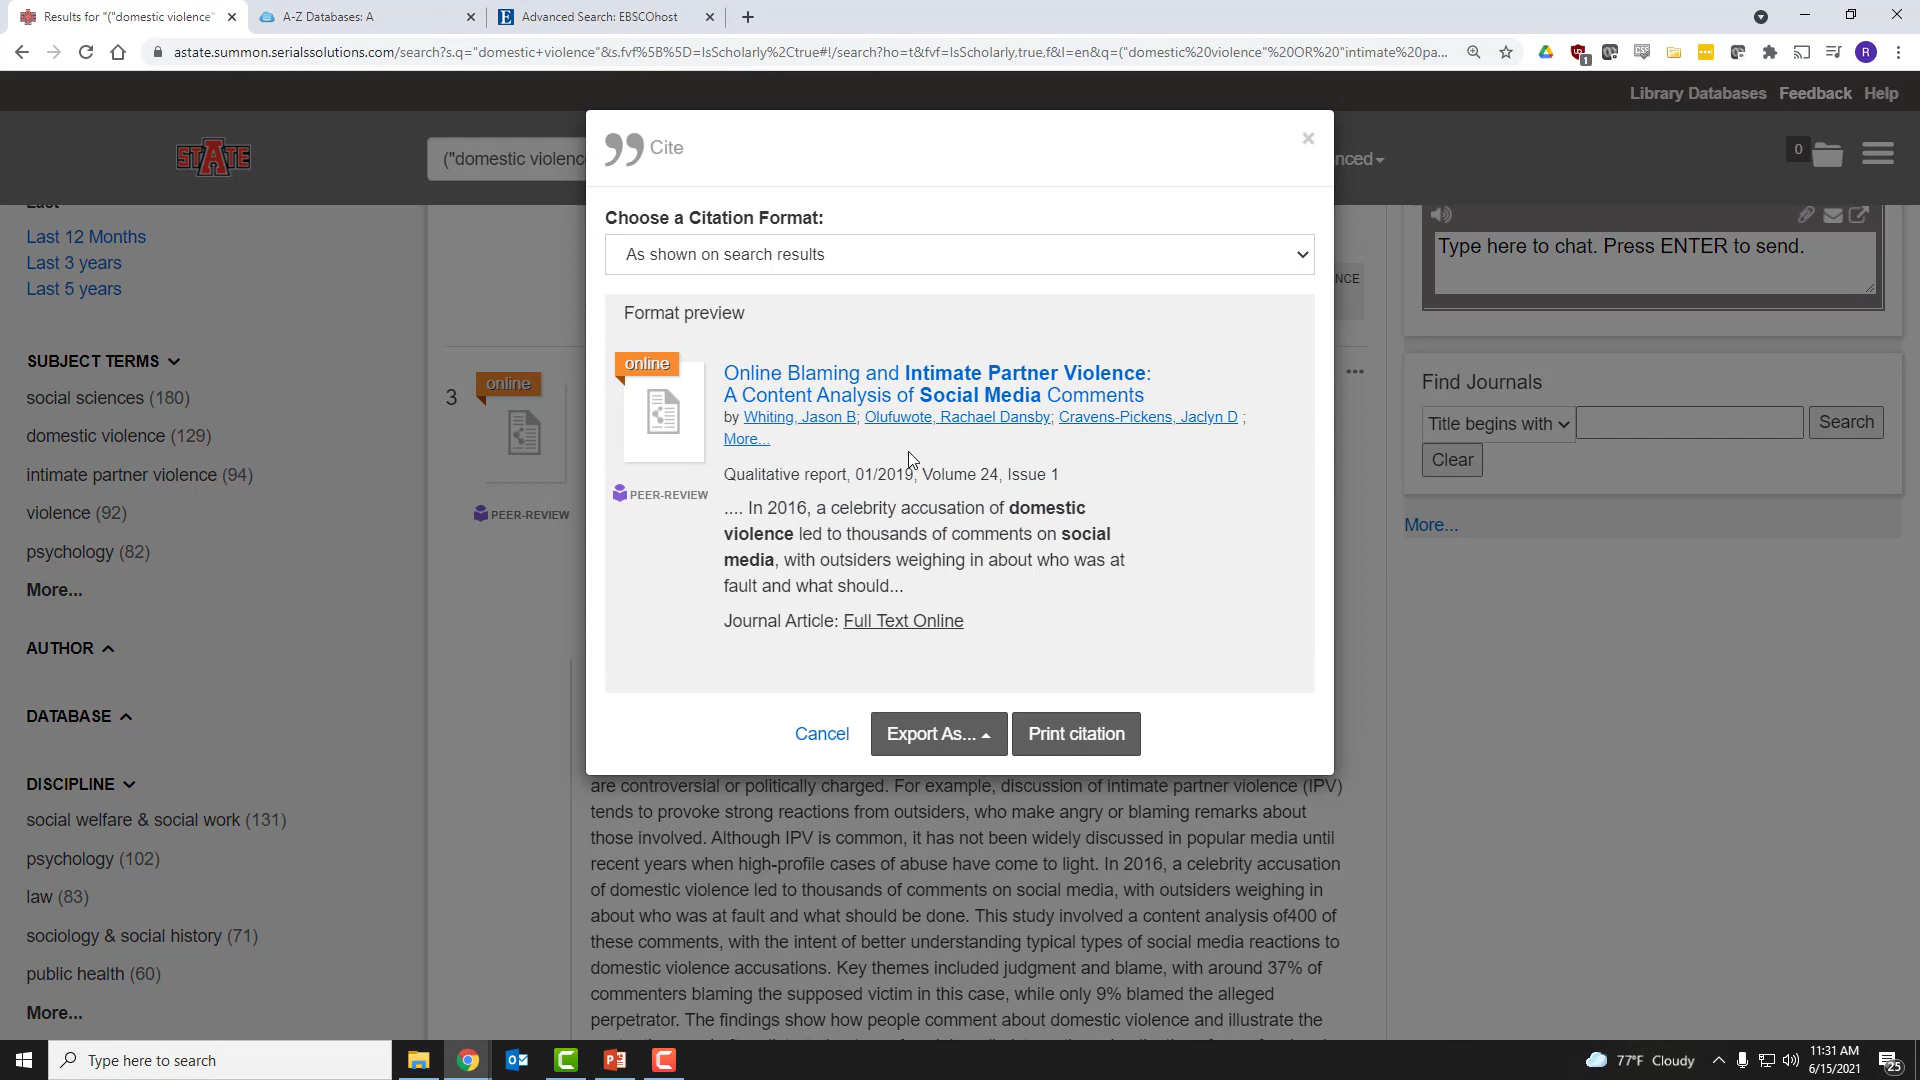 Results for "("domestic violence"
A-Z Databases: A
Advanced Search: EBSCOhost
astate.summon.serialssolutions.com/search?s.q="domestic+violence"&s.fvf%5B%5D=IsScholarly%2Ctrue#!/search?ho=t&fvf=IsScholarly,true,f&l=en&q=("domestic%20violence"%20OR%20"intimate%20pa...
1
R
Library Databases Feedback Help
STATE
("domestic violenc
nced
0
Cite
×
Choose a Citation Format:
As shown on search results
Format preview
online
Online Blaming and Intimate Partner Violence:
A Content Analysis of Social Media Comments
by Whiting, Jason B; Olufuwote, Rachael Dansby; Cravens-Pickens, Jaclyn D ;
More...
Qualitative report, 01/2019, Volume 24, Issue 1
PEER-REVIEW
.... In 2016, a celebrity accusation of domestic
violence led to thousands of comments on social
media, with outsiders weighing in about who was at
fault and what should...
Journal Article: Full Text Online
Cancel
Export As...
Print citation
Last 12 Months
Last 3 years
Last 5 years
SUBJECT TERMS
social sciences (180)
domestic violence (129)
intimate partner violence (94)
violence (92)
psychology (82)
More...
AUTHOR
DATABASE
DISCIPLINE
social welfare & social work (131)
psychology (102)
law (83)
sociology & social history (71)
public health (60)
More...
3
online
PEER-REVIEW
NCE
are controversial or politically charged. For example, discussion of intimate partner violence (IPV)
tends to provoke strong reactions from outsiders, who make angry or blaming remarks about
those involved. Although IPV is common, it has not been widely discussed in popular media until
recent years when high-profile cases of abuse have come to light. In 2016, a celebrity accusation
of domestic violence led to thousands of comments on social media, with outsiders weighing in
about who was at fault and what should be done. This study involved a content analysis of400 of
these comments, with the intent of better understanding typical types of social media reactions to
domestic violence accusations. Key themes included judgment and blame, with around 37% of
commenters blaming the supposed victim in this case, while only 9% blamed the alleged
perpetrator. The findings show how people comment about domestic violence and illustrate the
Type here to chat. Press ENTER to send.
Find Journals
Title begins with
Search
Clear
More...
Type here to search
77°F Cloudy
11:31 AM
6/15/2021
25